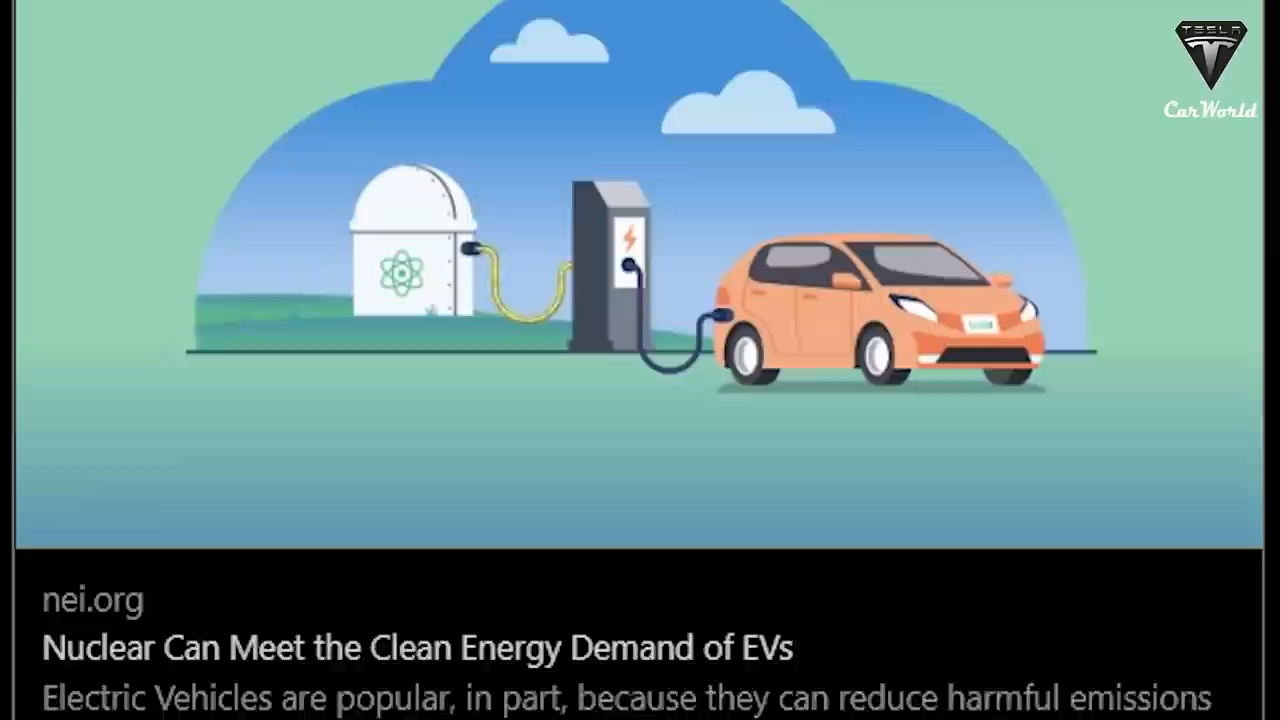 TESLA
CarWorld
nei.org
Nuclear Can Meet the Clean Energy Demand of EVs
Electric Vehicles are popular, in part, because they can reduce harmful emissions